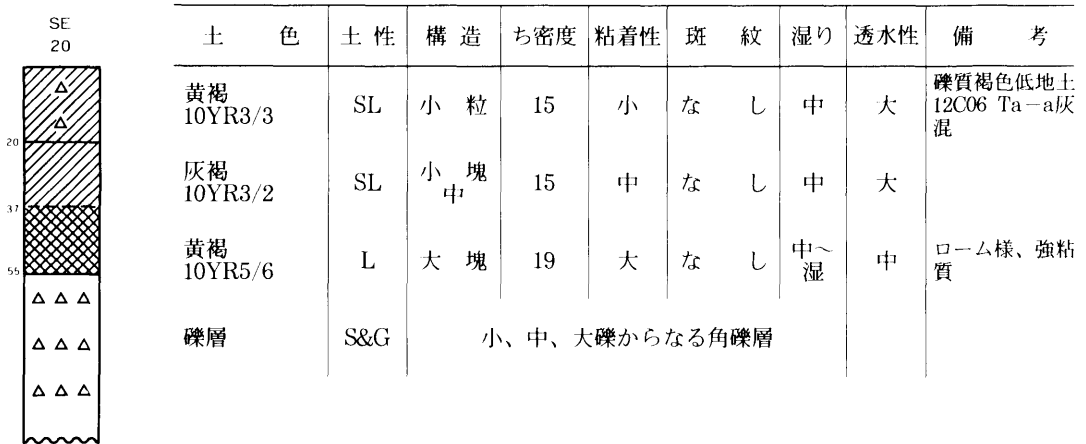 SE
20
20
37
55
土 色 土性 構造 ち密度 粘着性 斑 紋 湿り 透水性 備 考
黄褐
10YR3/3 SL 小 粒 15 小 な し 中 大 礫質褐色低地土
12C06 Ta−a灰
混
灰褐
10YR3/2 SL 小 塊
中 15 中 な し 中 大
黄褐
10YR5/6 L 大 塊 19 大 な し 中〜
湿 中 ローム様、強粘
質
礫層 S&G 小、中、大礫からなる角礫層